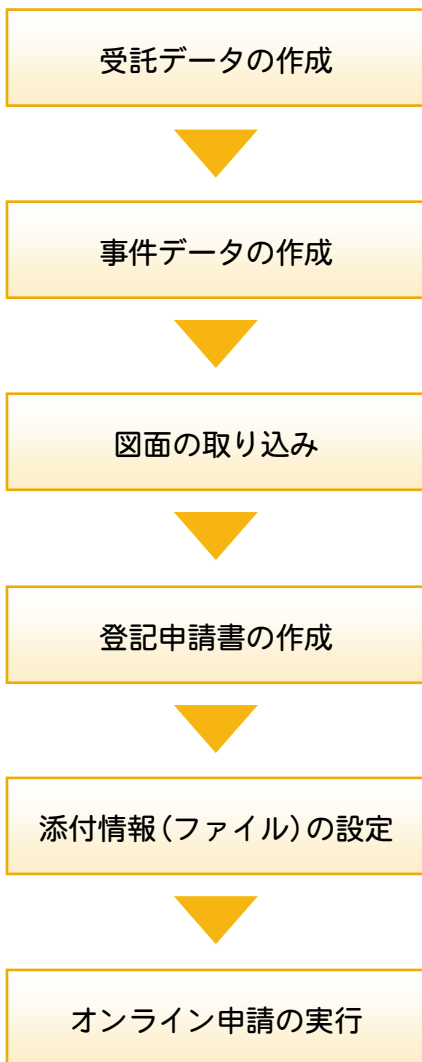 受託データの作成
事件データの作成
図面の取り込み
登記申請書の作成
添付情報(ファイル)の設定
オンライン申請の実行